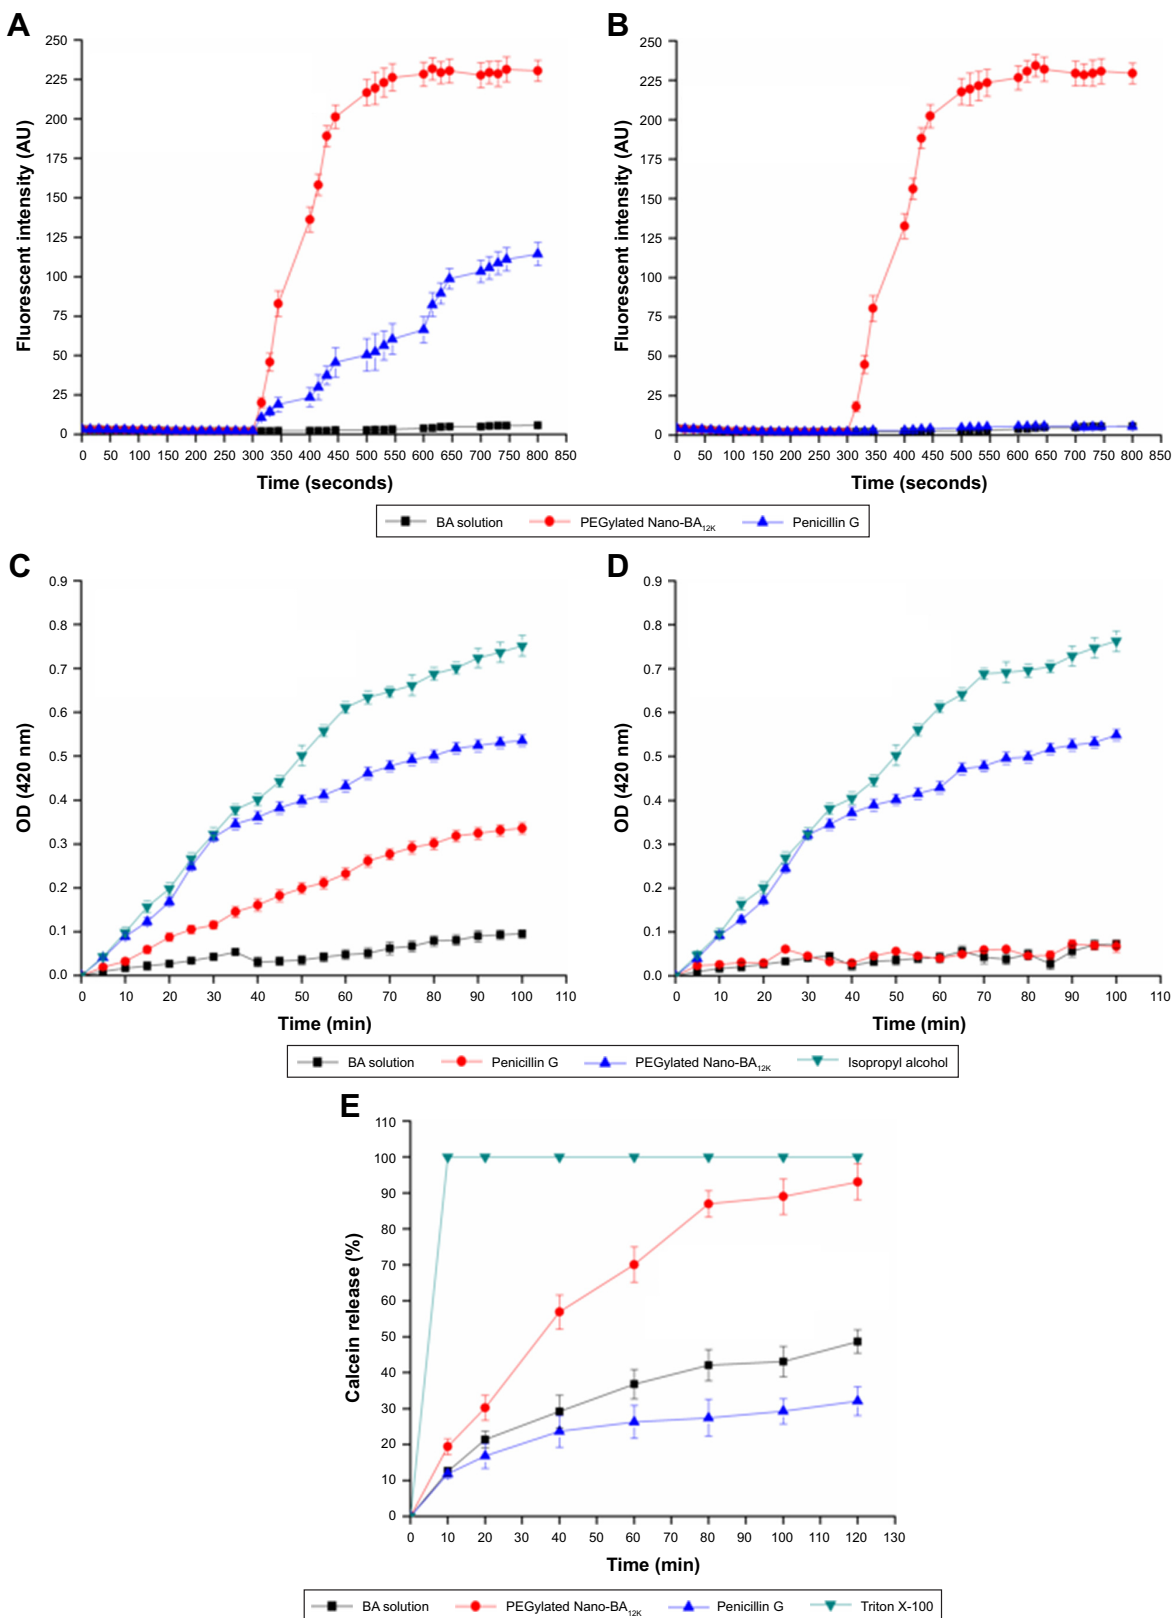 A
B
250
225
200
175
150
125
100
75
50
25
0
Fluorescent intensity (AU)
0 50 100 150 200 250 300 350 400 450 500 550 600 650 700 750 800 850
Time (seconds)
250
225
200
175
150
125
100
75
50
25
0
Fluorescent intensity (AU)
0 50 100 150 200 250 300 350 400 450 500 550 600 650 700 750 800 850
Time (seconds)
BA solution PEGylated Nano-BA12K Penicillin G
C
D
0.9
0.8
0.7
0.6
0.5
0.4
0.3
0.2
0.1
0.0
OD (420 nm)
0 10 20 30 40 50 60 70 80 90 100 110
Time (min)
0.9
0.8
0.7
0.6
0.5
0.4
0.3
0.2
0.1
0.0
OD (420 nm)
0 10 20 30 40 50 60 70 80 90 100 110
Time (min)
BA solution Penicillin G PEGylated Nano-BA12K Isopropyl alcohol
E
110
100
90
80
70
60
50
40
30
20
10
0
Calcein release (%)
0 10 20 30 40 50 60 70 80 90 100 110 120 130
Time (min)
BA solution PEGylated Nano-BA12K Penicillin G Triton X-100